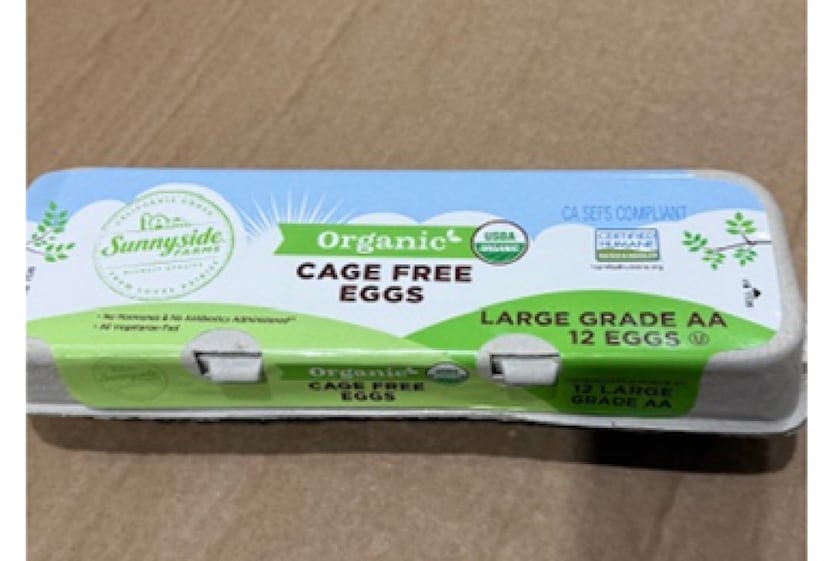 CA SEFS COMPLIANT
Sunnyside
FARMS
Organic
USDA
ORGANIC
CERTIFIED
HUMANE
CAGE FREE
EGGS
• No Hormones & No Antibiotics Administered**
• All Vegetarian Fed
LARGE GRADE AA
12 EGGS U
Organic
CAGE FREE
EGGS
12 LARGE
GRADE AA